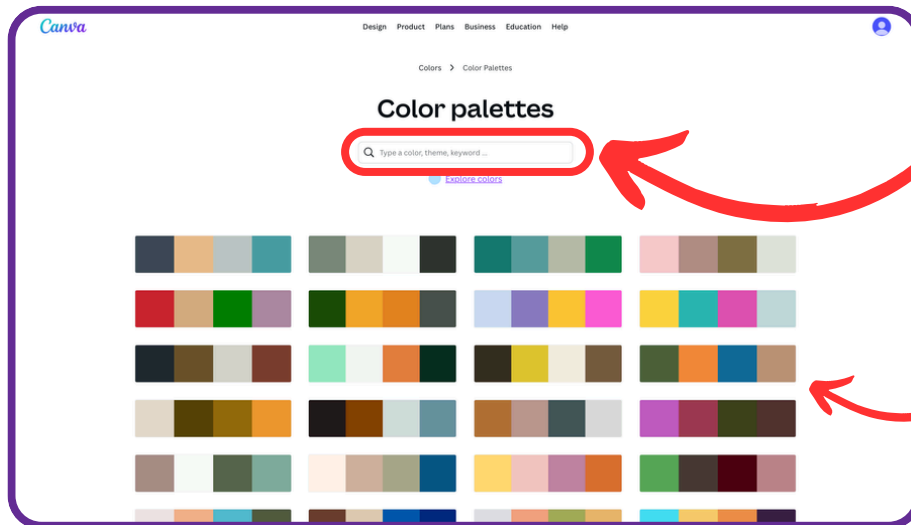 Canva
Design Product Plans Business Education Help
Colors > Color Palettes
Color palettes
Type a color, theme, keyword ...
Explore colors